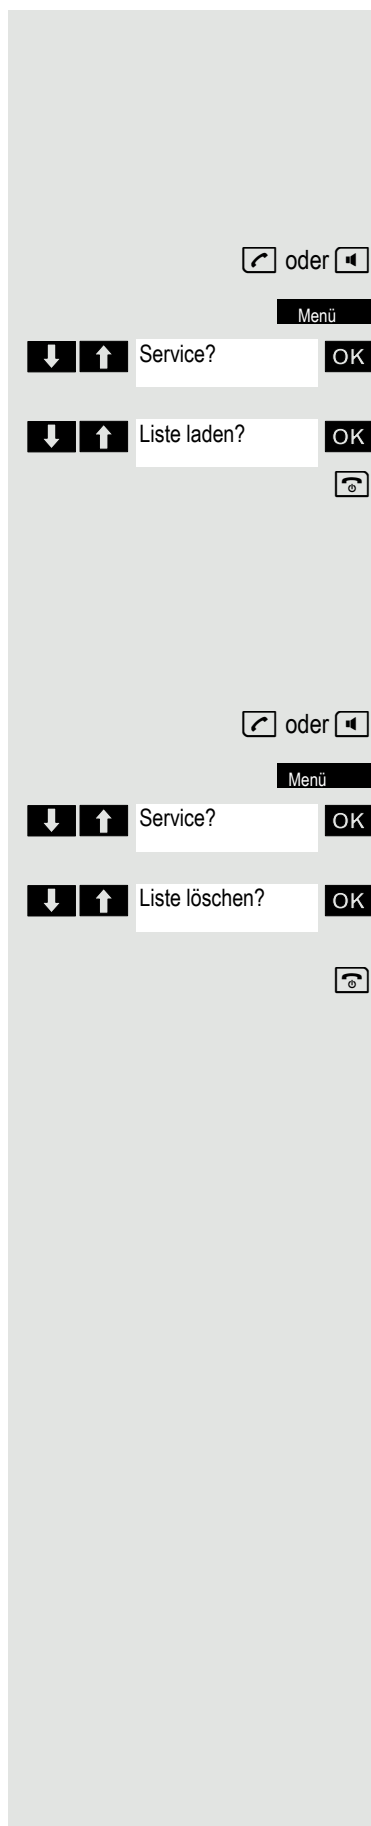 oder
Menü
Service? OK
Liste laden? OK
oder
Menü
Service? OK
Liste löschen? OK